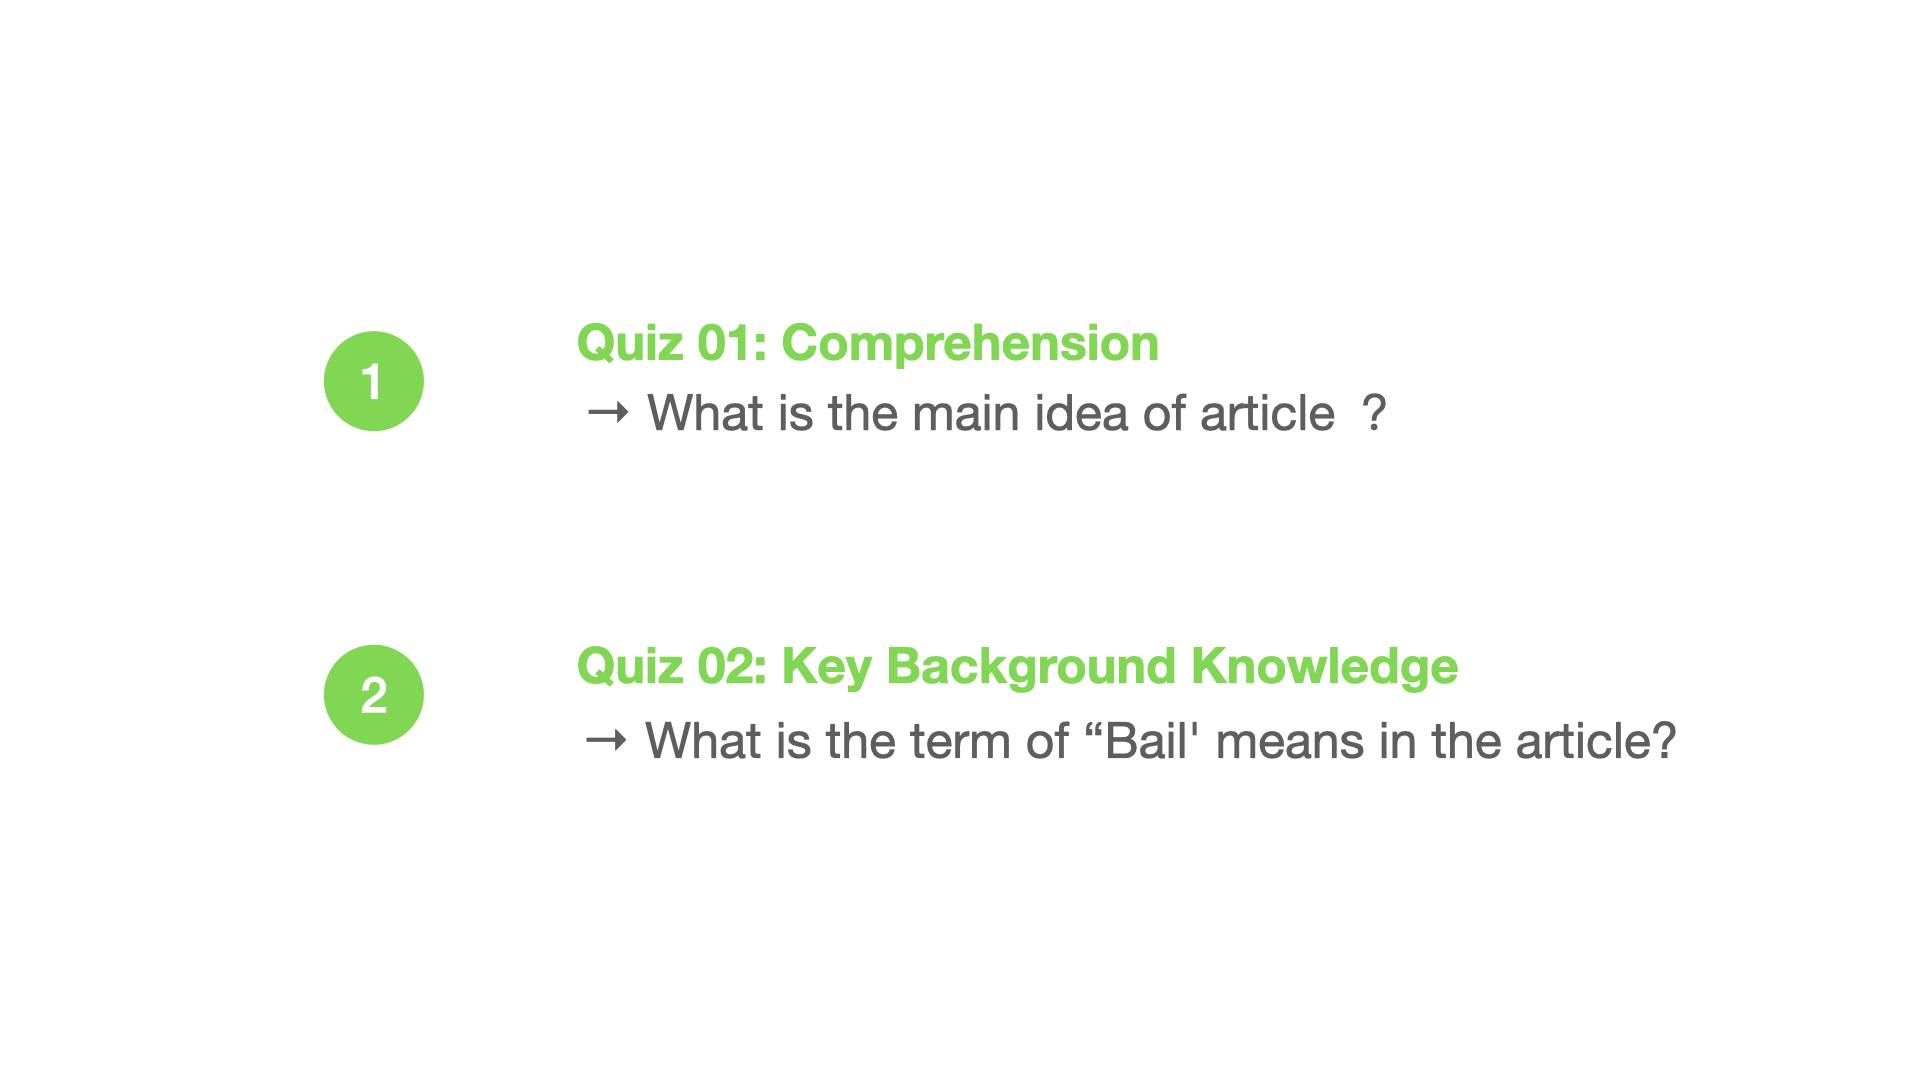 1
Quiz 01: Comprehension
→ What is the main idea of article  ?
2
Quiz 02: Key Background Knowledge
→ What is the term of “Bail' means in the article?